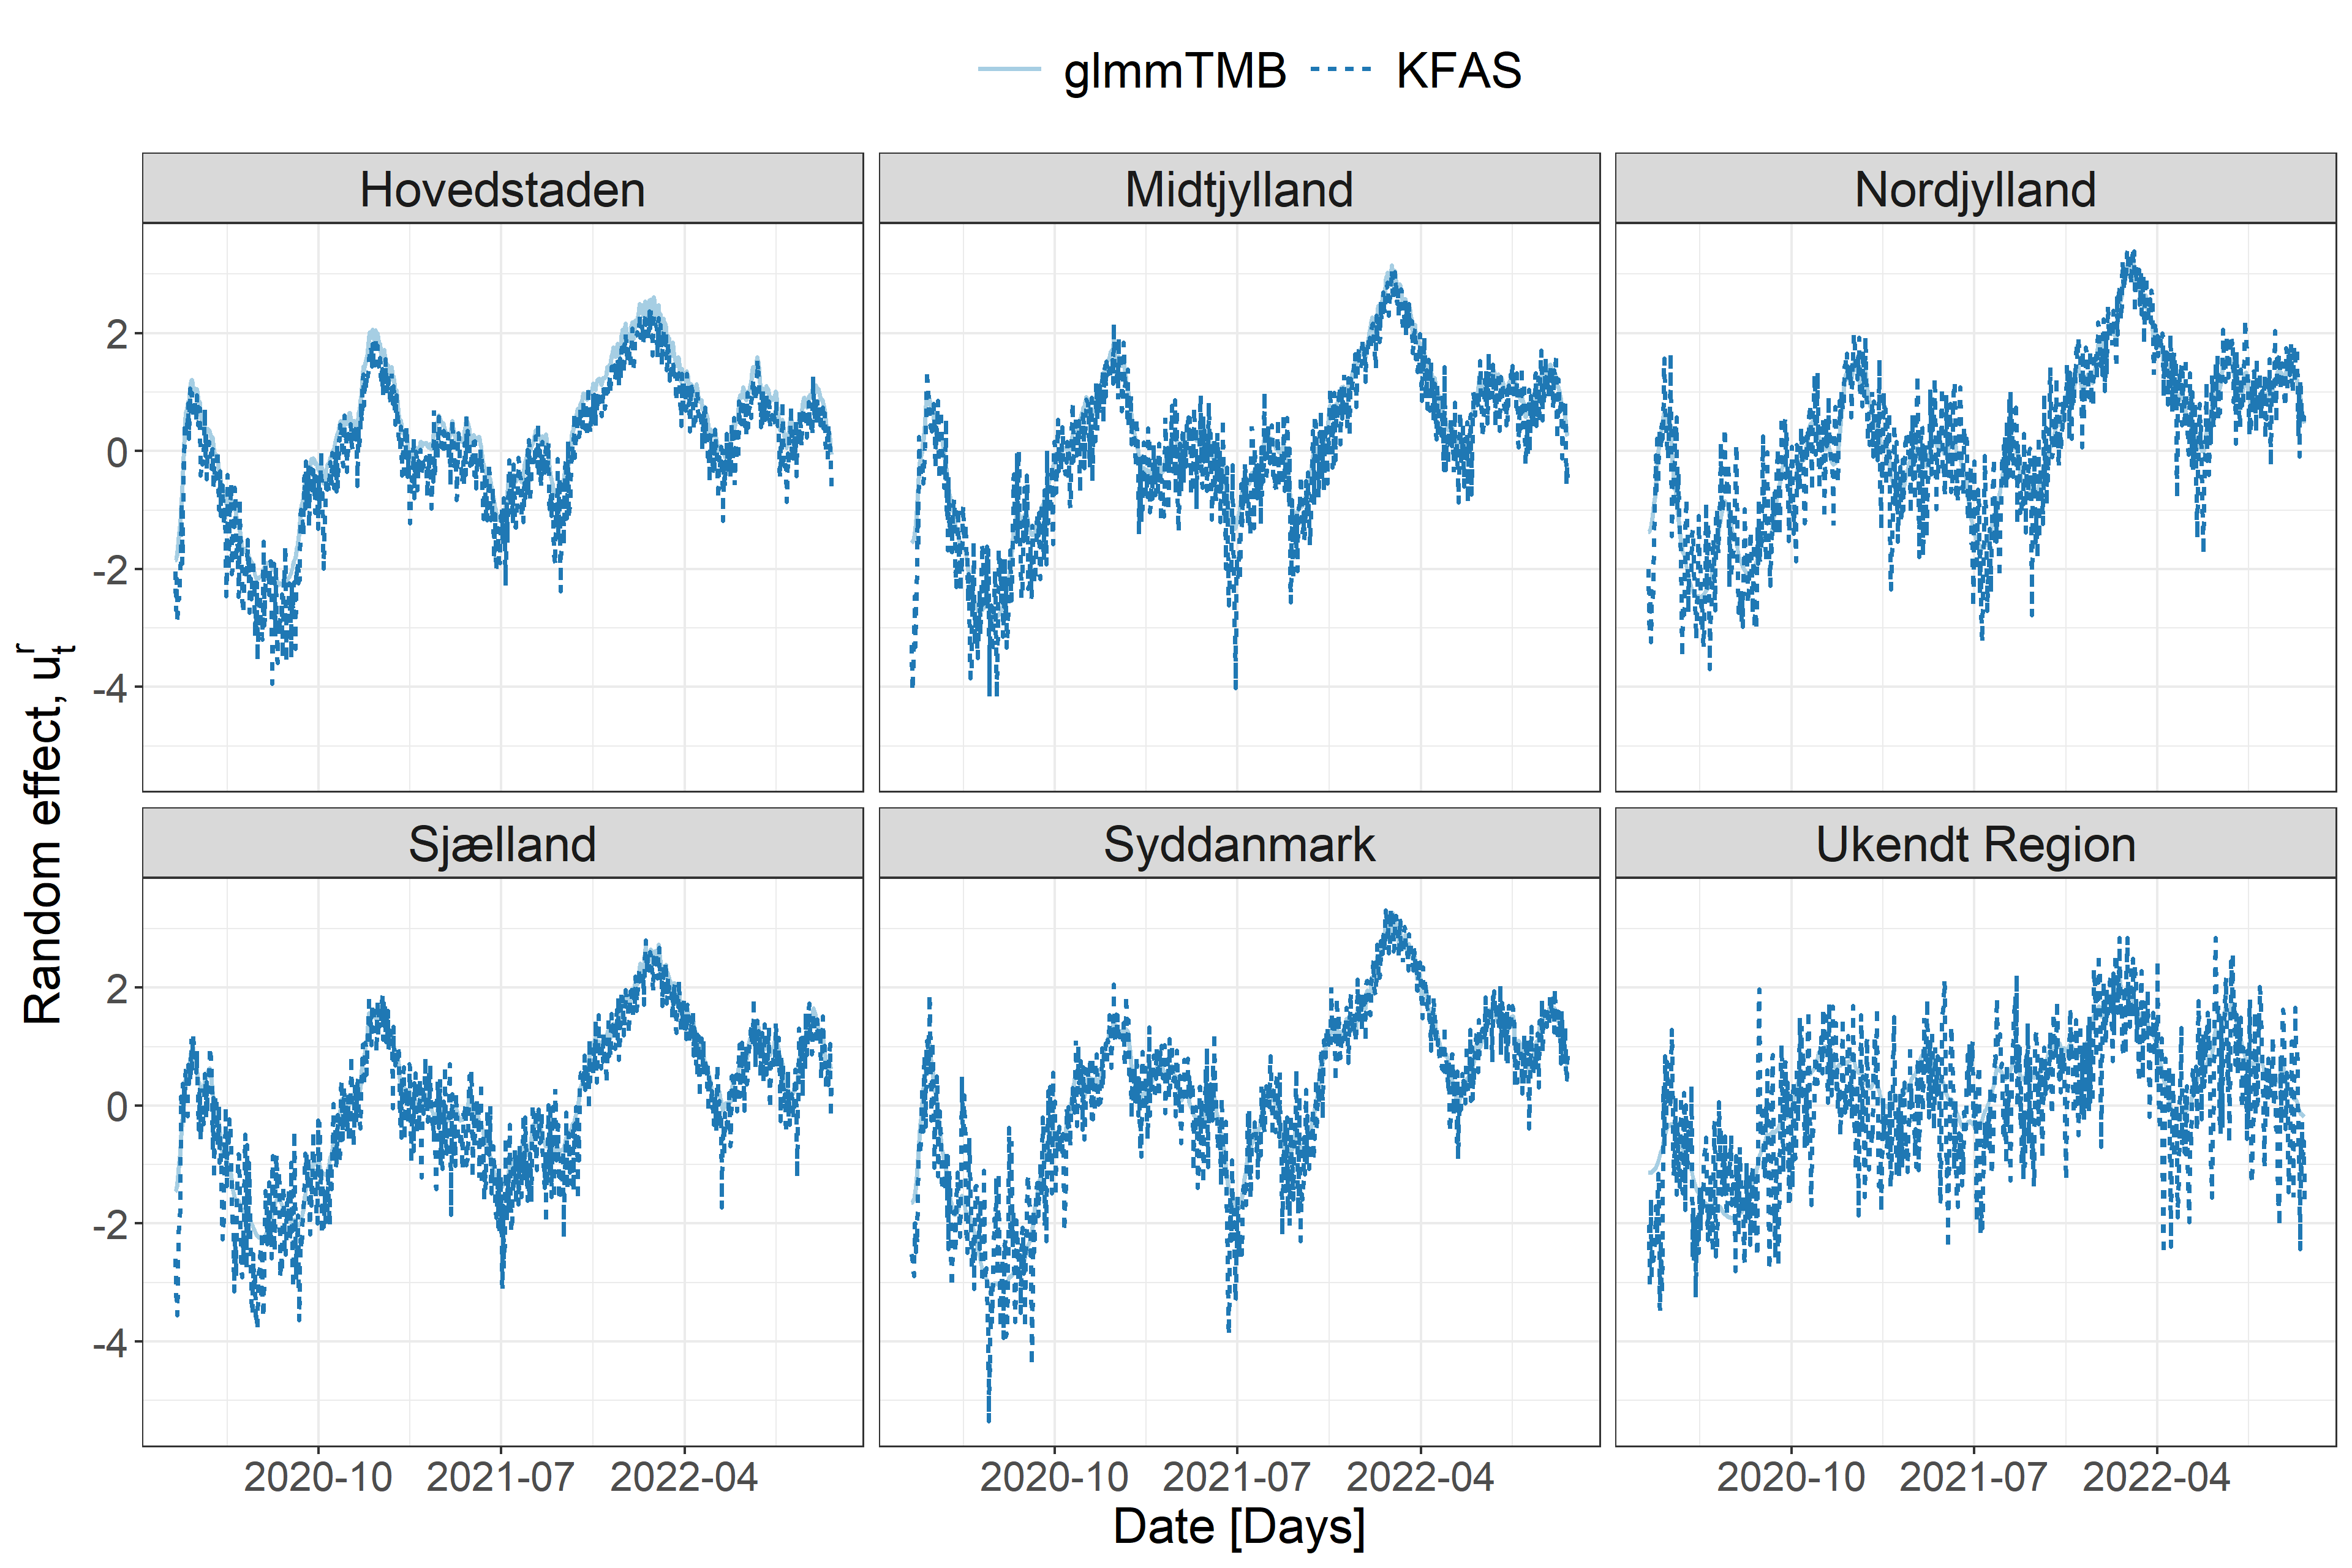 glmmTMB KFAS
Hovedstaden Midtjylland Nordjylland
2
0
-2
-4
Random effect, u_t^r
Sjælland Syddanmark Ukendt Region
2
0
-2
-4
2020-10 2021-07 2022-04 2020-10 2021-07 2022-04 2020-10 2021-07 2022-04
Date [Days]